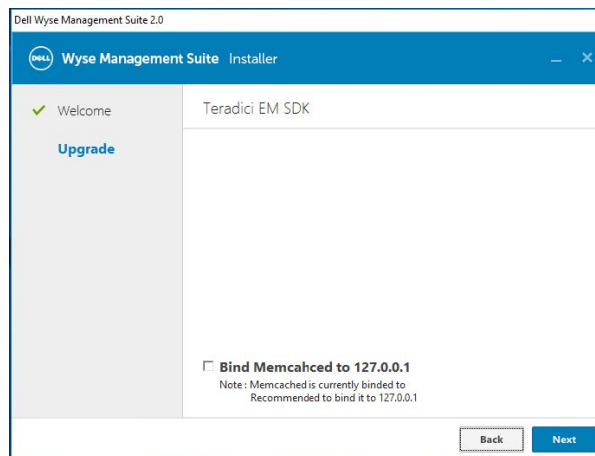 Dell Wyse Management Suite 2.0
DELL Wyse Management Suite Installer
Welcome
Teradici EM SDK
Upgrade
Bind Memcahced to 127.0.0.1
Note : Memcached is currently binded to
Recommended to bind it to 127.0.0.1
Back Next